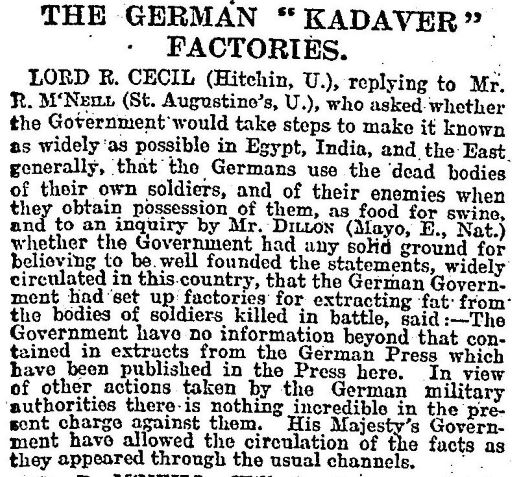 THE GERMAN "KADAVER"
FACTORIES.
LORD R. CECIL (Hitchin, U.), replying to Mr.
R. M'NEILL (St. Augustine's, U.), who asked whether
the Government would take steps to make it known
as widely as possible in Egypt, India, and the East
generally, that the Germans use the dead bodies
of their own soldiers, and of their enemies when
they obtain possession of them, as food for swine,
and to an inquiry by Mr. DILLON (Mayo, E., Nat.)
whether the Government had any solid ground for
believing to be well founded the statements, widely
circulated in this country, that the German Govern-
ment had set up factories for extracting fat from
the bodies of soldiers killed in battle, said:—The
Government have no information beyond that con-
tained in extracts from the German Press which
have been published in the Press here. In view
of other actions taken by the German military
authorities there is nothing incredible in the pre-
sent charge against them. His Majesty's Govern-
ment have allowed the circulation of the facts as
they appeared through the usual channels.